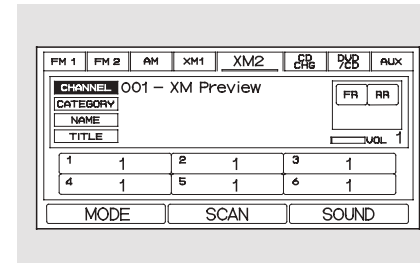 FM 1 FM 2 AM XM1 XM2 CD CHG DVD /CD AUX
CHANNEL 001 – XM Preview FR RR
CATEGORY
NAME
TITLE VOL 1
1 1 2 1 3 1
4 1 5 1 6 1
MODE SCAN SOUND